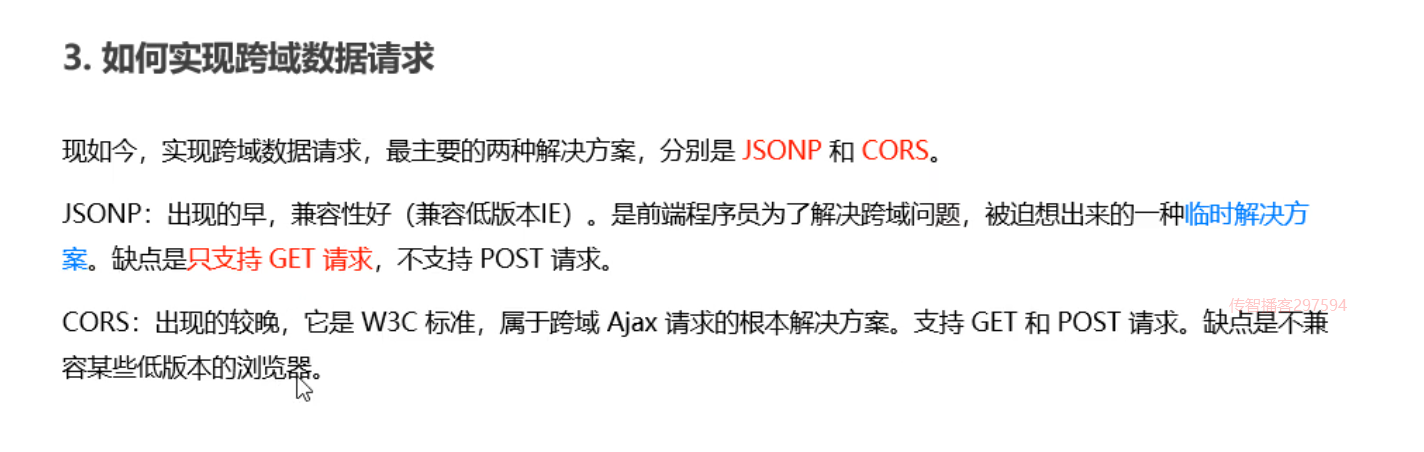 3. 如何实现跨域数据请求
现如今，实现跨域数据请求，最主要的两种解决方案，分别是 JSONP 和 CORS。
JSONP：出现的早，兼容性好（兼容低版本IE）。是前端程序员为了解决跨域问题，被迫想出来的一种临时解决方
案。缺点是只支持 GET 请求，不支持 POST 请求。
传智播客297594
CORS：出现的较晚，它是 W3C 标准，属于跨域 Ajax 请求的根本解决方案。支持 GET 和 POST 请求。缺点是不兼
容某些低版本的浏览器。